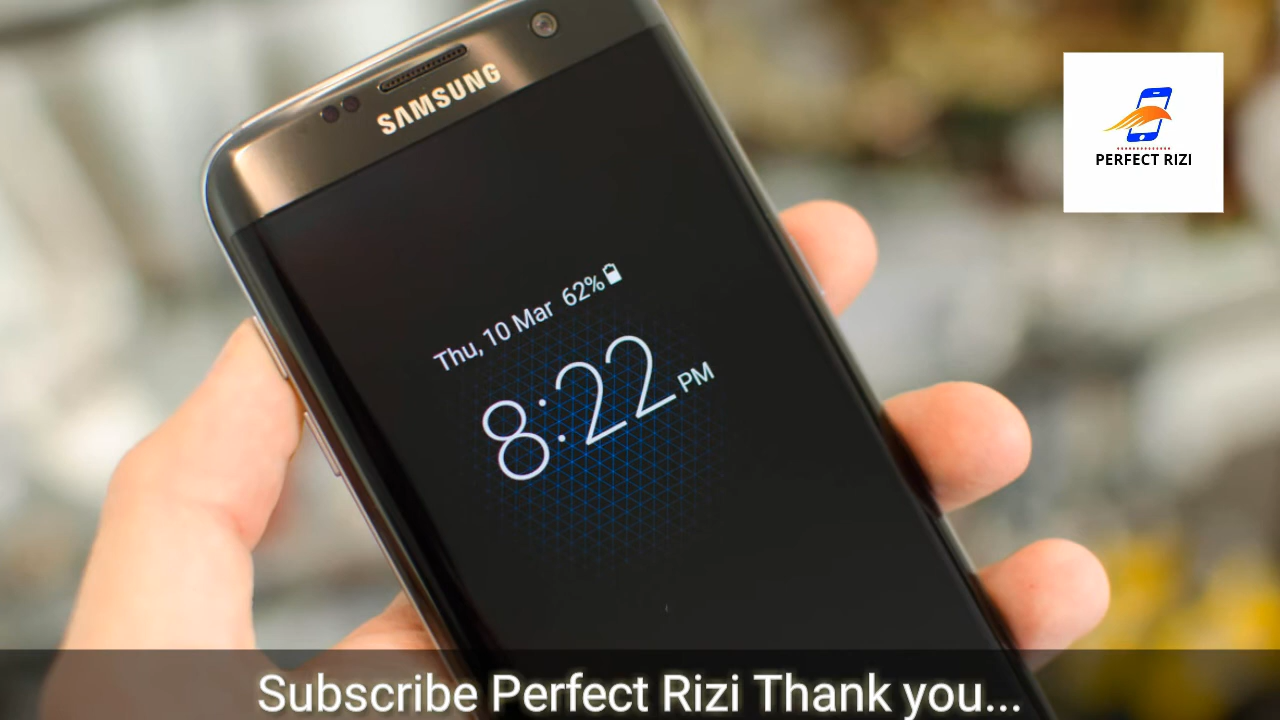 SAMSUNG
PERFECT RIZI
Thu, 10 Mar 62%
8:22 PM
Subscribe Perfect Rizi Thank you...